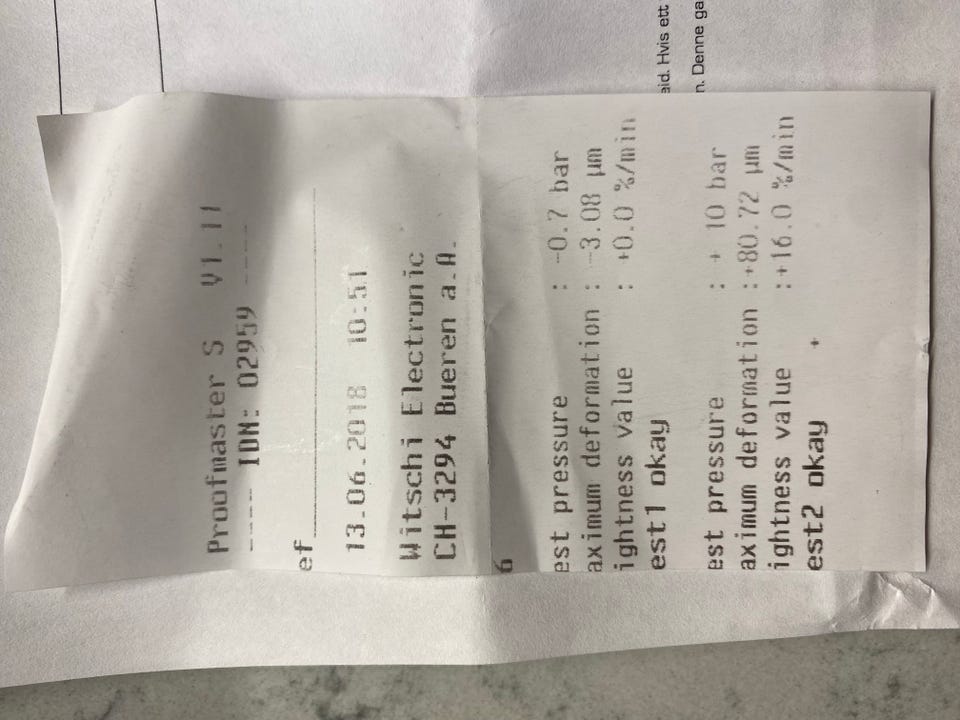 Proofmaster S V1.11
---- IDN: 02959 ----
ef
13.06.2018 10:51
Witschi Electronic
CH-3294 Bueren a.A.
6
est pressure : -0.7 bar
aximum deformation : -3.08 µm
ightness value : +0.0 %/min
est1 okay
est pressure : + 10 bar
aximum deformation :+80.72 µm
ightness value :+16.0 %/min
est2 okay +
eid. Hvis ett
n. Denne ga